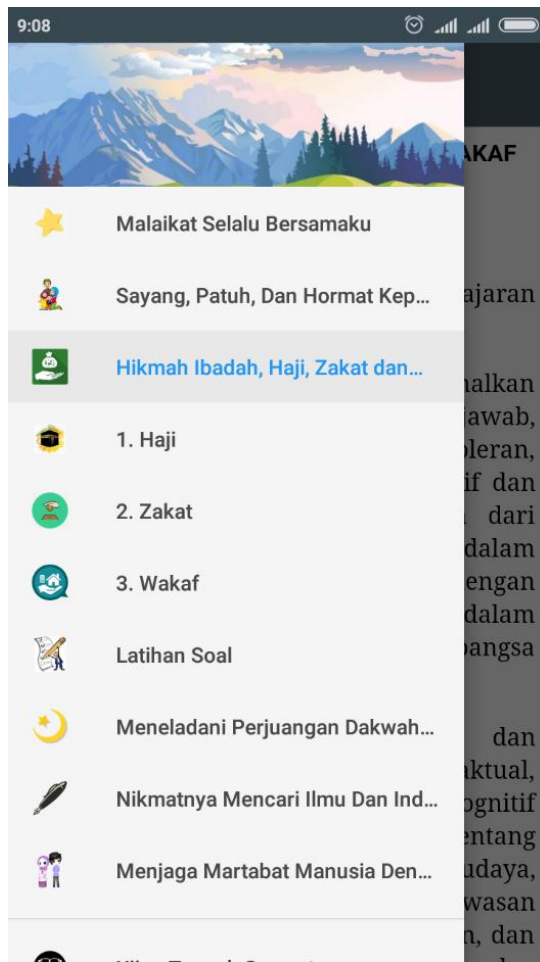 9:08
AKAF
Malaikat Selalu Bersamaku
Sayang, Patuh, Dan Hormat Kep...
ajaran
Hikmah Ibadah, Haji, Zakat dan...
nalkan
jawab,
1. Haji
oleran,
if dan
2. Zakat
dari
dalam
3. Wakaf
engan
dalam
Latihan Soal
bangsa
Meneladani Perjuangan Dakwah...
dan
aktual,
Nikmatnya Mencari Ilmu Dan Ind...
ognitif
entang
Menjaga Martabat Manusia Den...
udaya,
wasan
n, dan